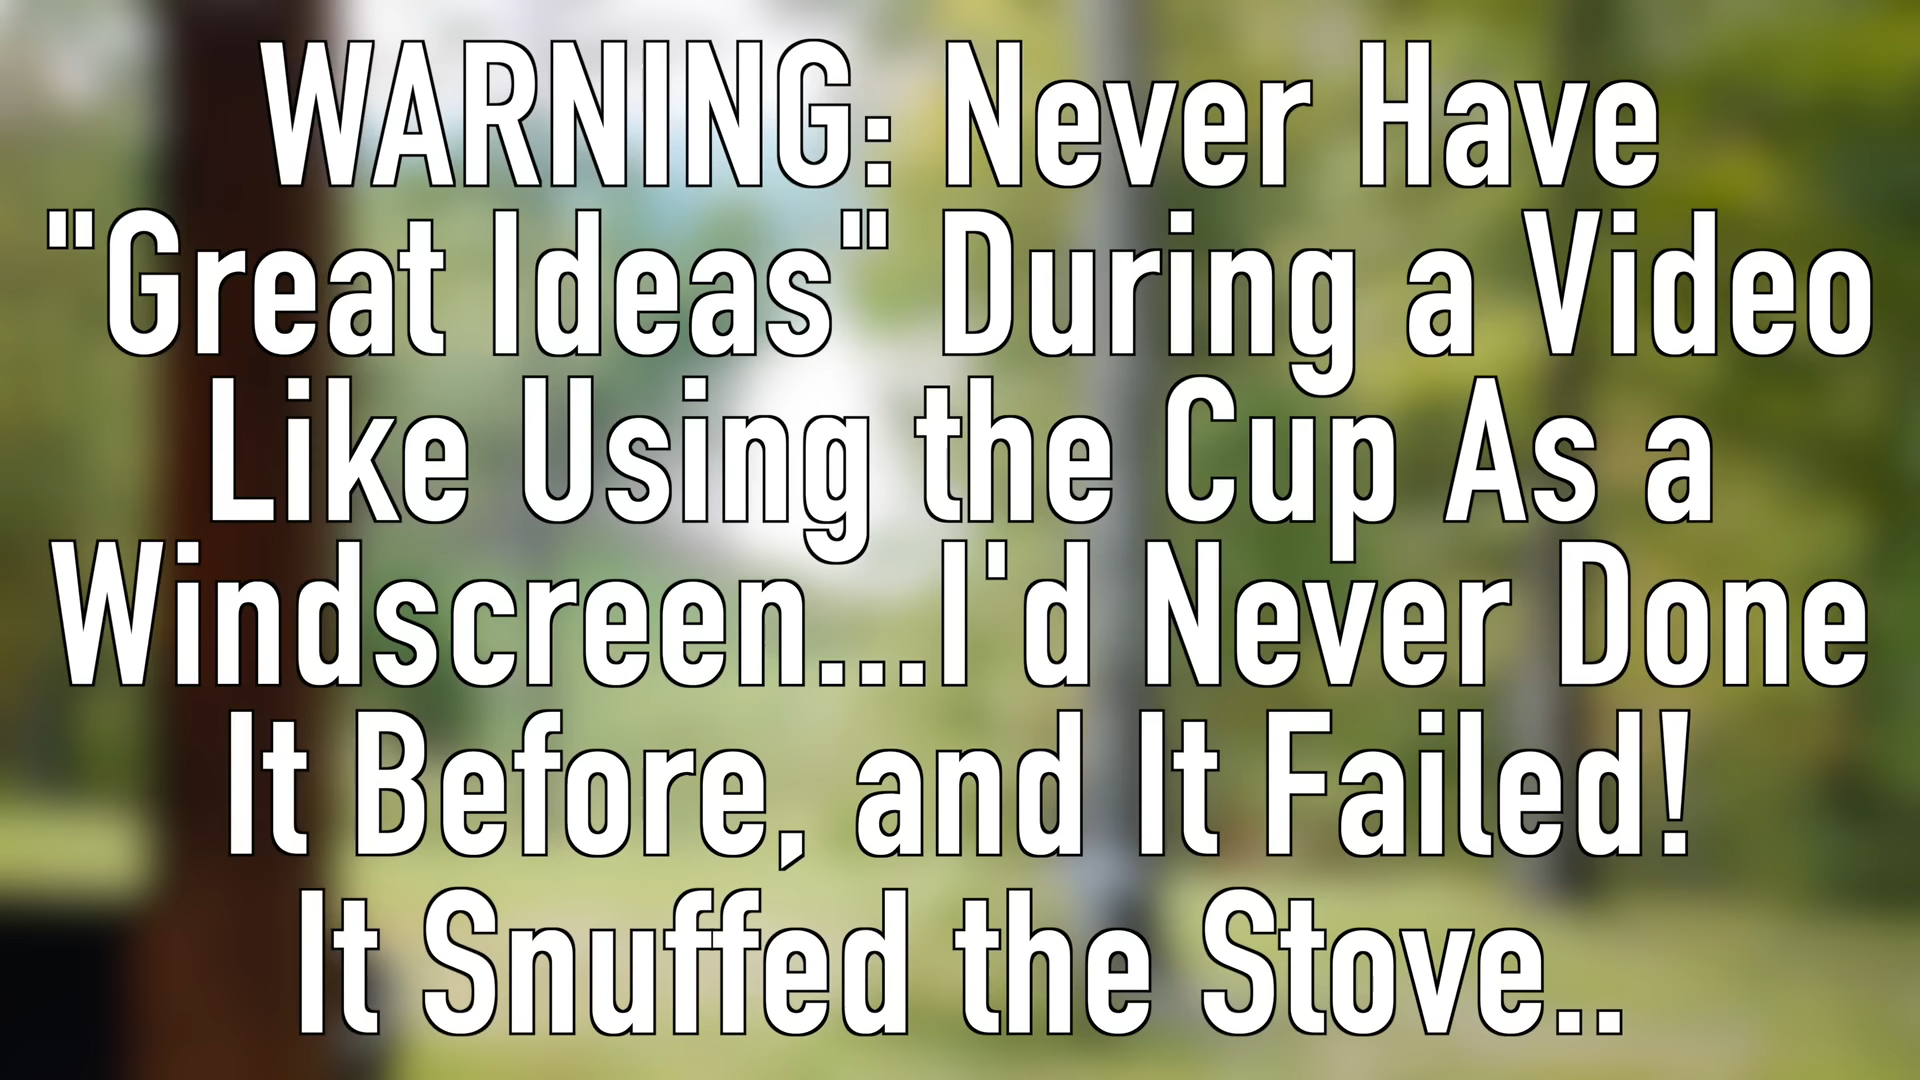 WARNING: Never Have
"Great Ideas" During a Video
Like Using the Cup As a
Windscreen...I'd Never Done
It Before, and It Failed!
It Snuffed the Stove..